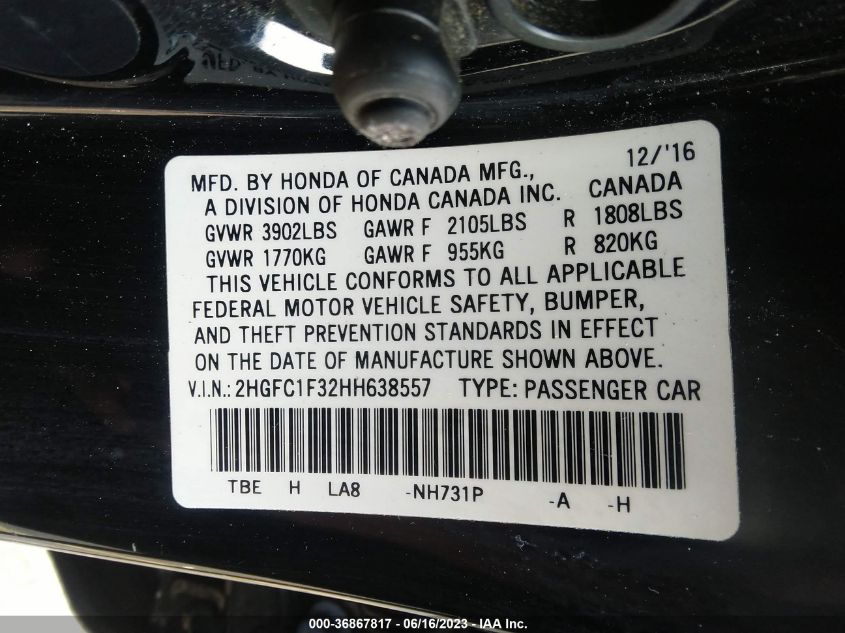 12/'16
MFD. BY HONDA OF CANADA MFG.,
A DIVISION OF HONDA CANADA INC. CANADA
GVWR 3902LBS GAWR F 2105LBS R 1808LBS
GVWR 1770KG GAWR F 955KG R 820KG
THIS VEHICLE CONFORMS TO ALL APPLICABLE
FEDERAL MOTOR VEHICLE SAFETY, BUMPER,
AND THEFT PREVENTION STANDARDS IN EFFECT
ON THE DATE OF MANUFACTURE SHOWN ABOVE.
V.I.N.: 2HGFC1F32HH638557 TYPE: PASSENGER CAR
TBE H LA8 -NH731P -A -H
000-36867817 - 06/16/2023 - IAA Inc.